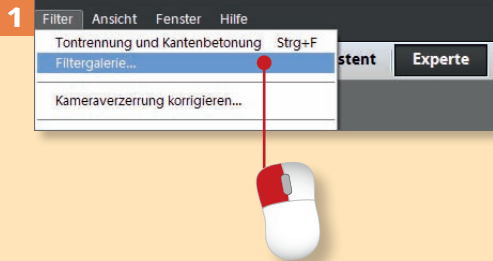 1
Filter Ansicht Fenster Hilfe
Tontrennung und Kantenbetonung Strg+F
Filtergalerie...
stent Experte
Kameraverzerrung korrigieren...